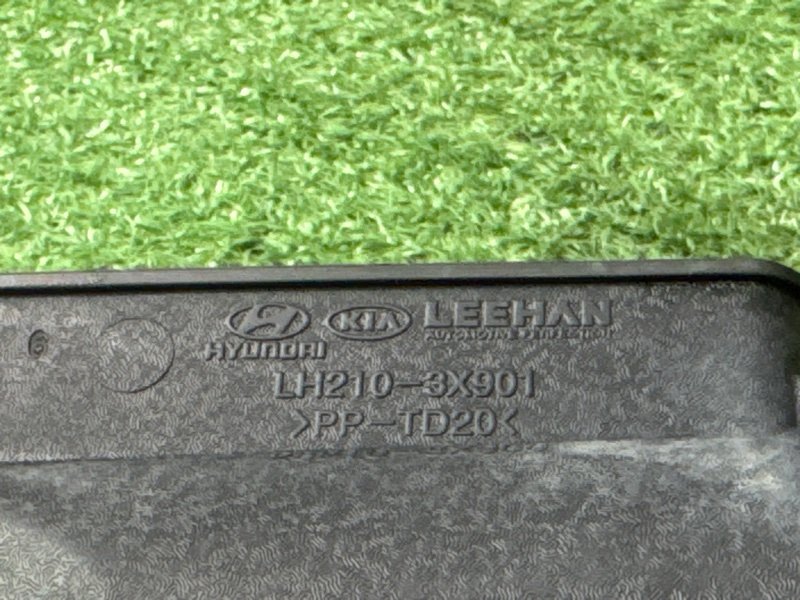 HYUNDAI KIA LEEHAN
LH210-3X901
>PP-TD20<
6